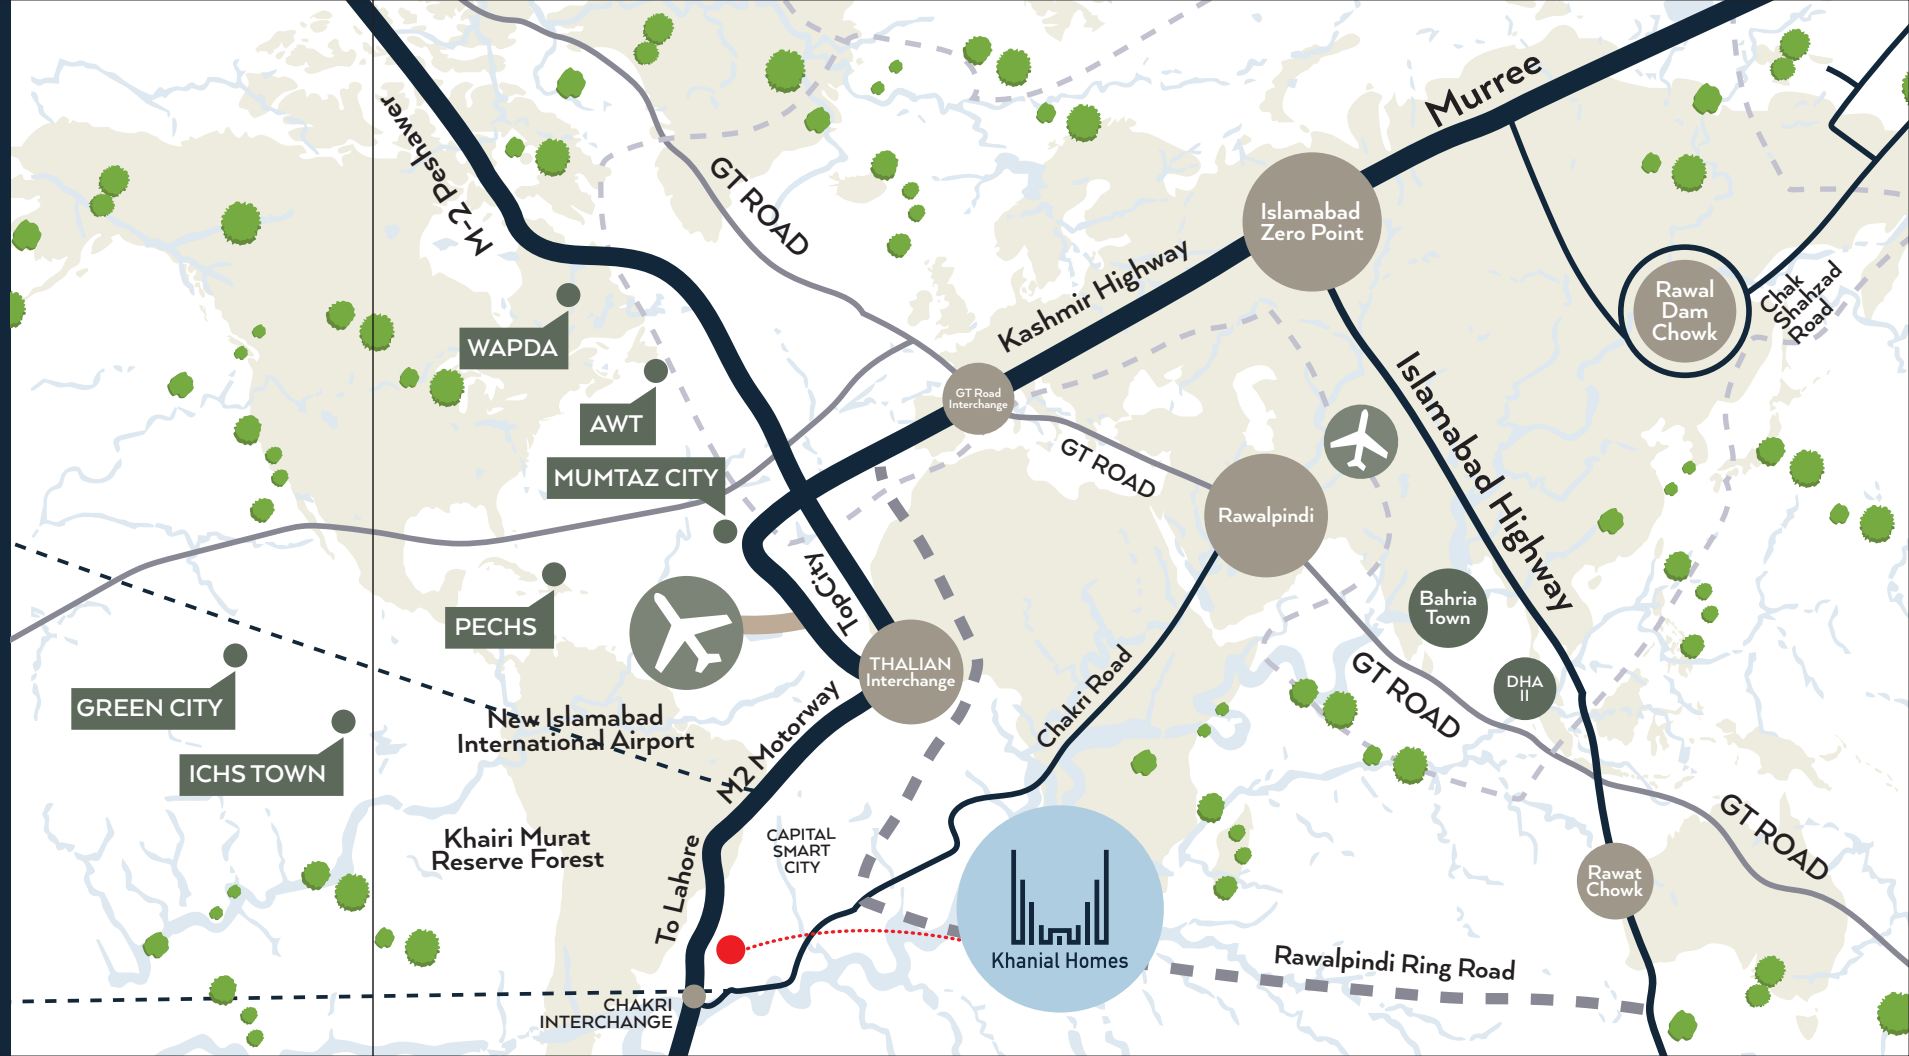 Murree
M-2 Peshawer
GT ROAD
Islamabad
Zero Point
Kashmir Highway
Rawal
Dam
Chowk
Chak
Shahzad
Road
WAPDA
AWT
GT Road
Interchange
Islamabad Highway
MUMTAZ CITY
GT ROAD
Rawalpindi
TopCity
PECHS
Bahria
Town
THALIAN
Interchange
DHA
II
GREEN CITY
New Islamabad
International Airport
M2 Motorway
Chakri Road
GT ROAD
ICHS TOWN
Khairi Murat
Reserve Forest
CAPITAL
SMART
CITY
GT ROAD
To Lahore
Rawat
Chowk
Khanial Homes
Rawalpindi Ring Road
CHAKRI
INTERCHANGE